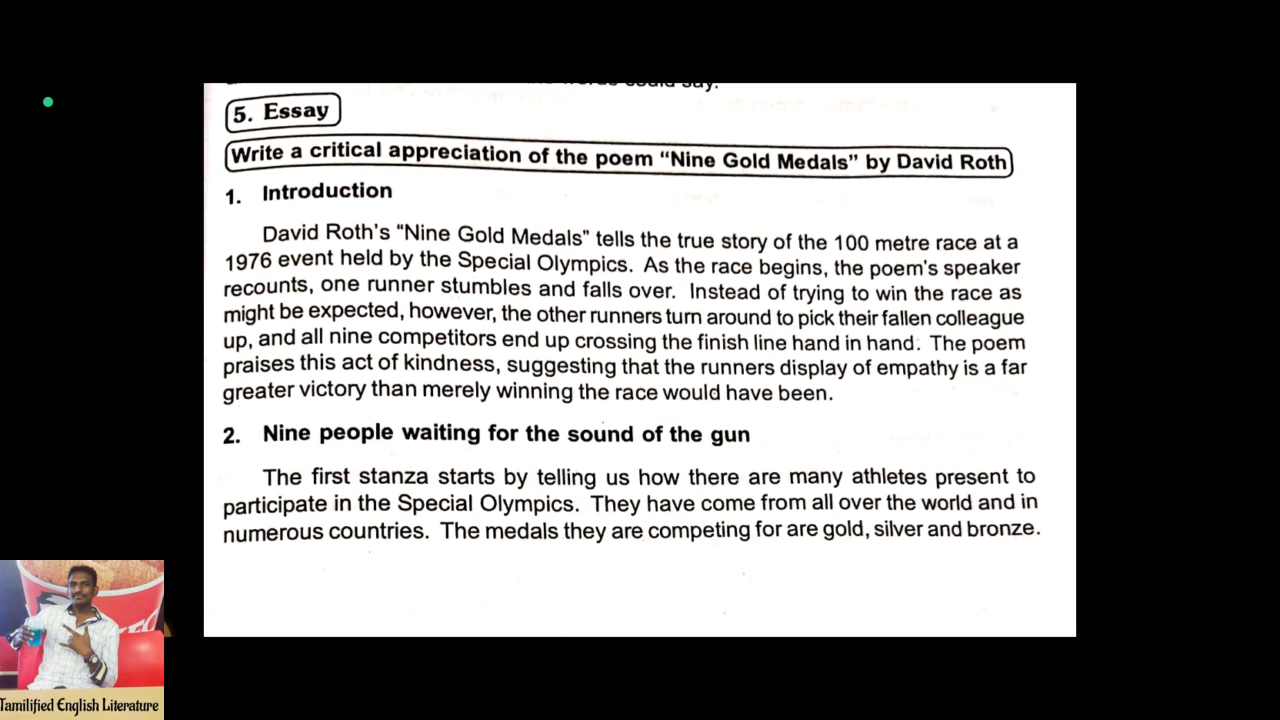 words could say.
5. Essay
Write a critical appreciation of the poem "Nine Gold Medals" by David Roth
1. Introduction
David Roth's "Nine Gold Medals" tells the true story of the 100 metre race at a
1976 event held by the Special Olympics. As the race begins, the poem's speaker
recounts, one runner stumbles and falls over. Instead of trying to win the race as
might be expected, however, the other runners turn around to pick their fallen colleague
up, and all nine competitors end up crossing the finish line hand in hand. The poem
praises this act of kindness, suggesting that the runners display of empathy is a far
greater victory than merely winning the race would have been.
2. Nine people waiting for the sound of the gun
The first stanza starts by telling us how there are many athletes present to
participate in the Special Olympics. They have come from all over the world and in
numerous countries. The medals they are competing for are gold, silver and bronze.
Tamilified English Literature